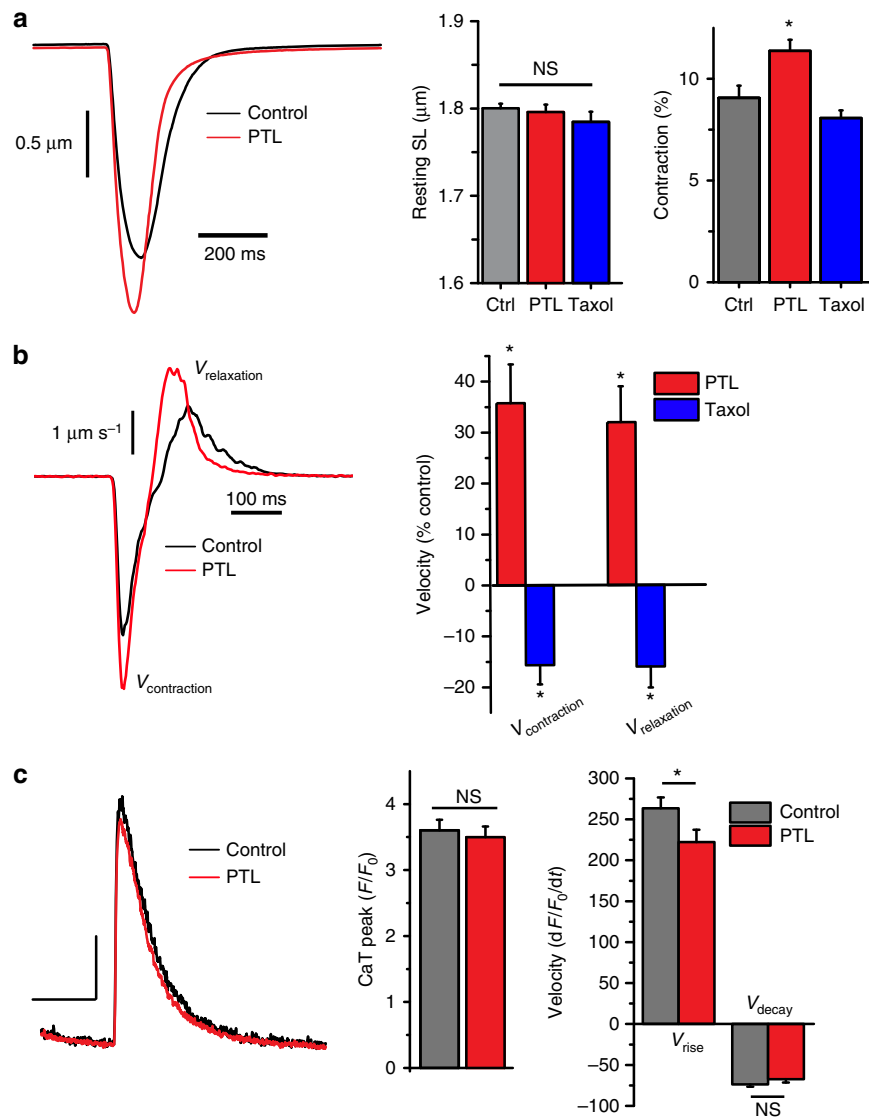 a
Control
PTL
0.5 μm
200 ms
Resting SL (μm)
1.9
1.8
1.7
1.6
NS
Ctrl PTL Taxol
Contraction (%)
10
5
0
*
Ctrl PTL Taxol
b
Vrelaxation
1 μm s⁻¹
100 ms
Control
PTL
Vcontraction
Velocity (% control)
40
30
20
10
0
−10
−20
* *
* *
PTL
Taxol
Vcontraction Vrelaxation
c
Control
PTL
CaT peak (F/F0)
4
3
2
1
0
NS
Velocity (dF/F0/dt)
300
250
200
150
100
50
0
−50
−100
*
Control
PTL
Vdecay
Vrise
NS